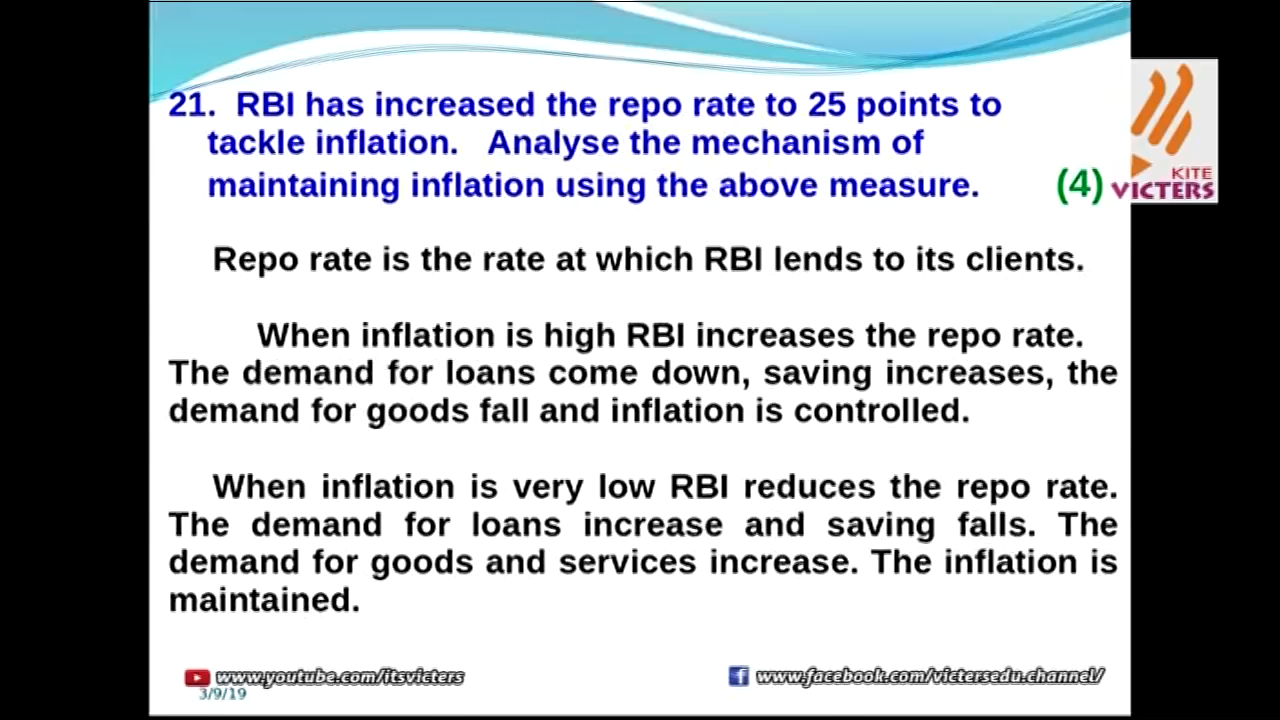 21. RBI has increased the repo rate to 25 points to
tackle inflation. Analyse the mechanism of
maintaining inflation using the above measure. (4)
KITE
VICTERS
Repo rate is the rate at which RBI lends to its clients.
When inflation is high RBI increases the repo rate.
The demand for loans come down, saving increases, the
demand for goods fall and inflation is controlled.
When inflation is very low RBI reduces the repo rate.
The demand for loans increase and saving falls. The
demand for goods and services increase. The inflation is
maintained.
www.youtube.com/itsvicters
www.facebook.com/victersedu.channel/
3/9/19